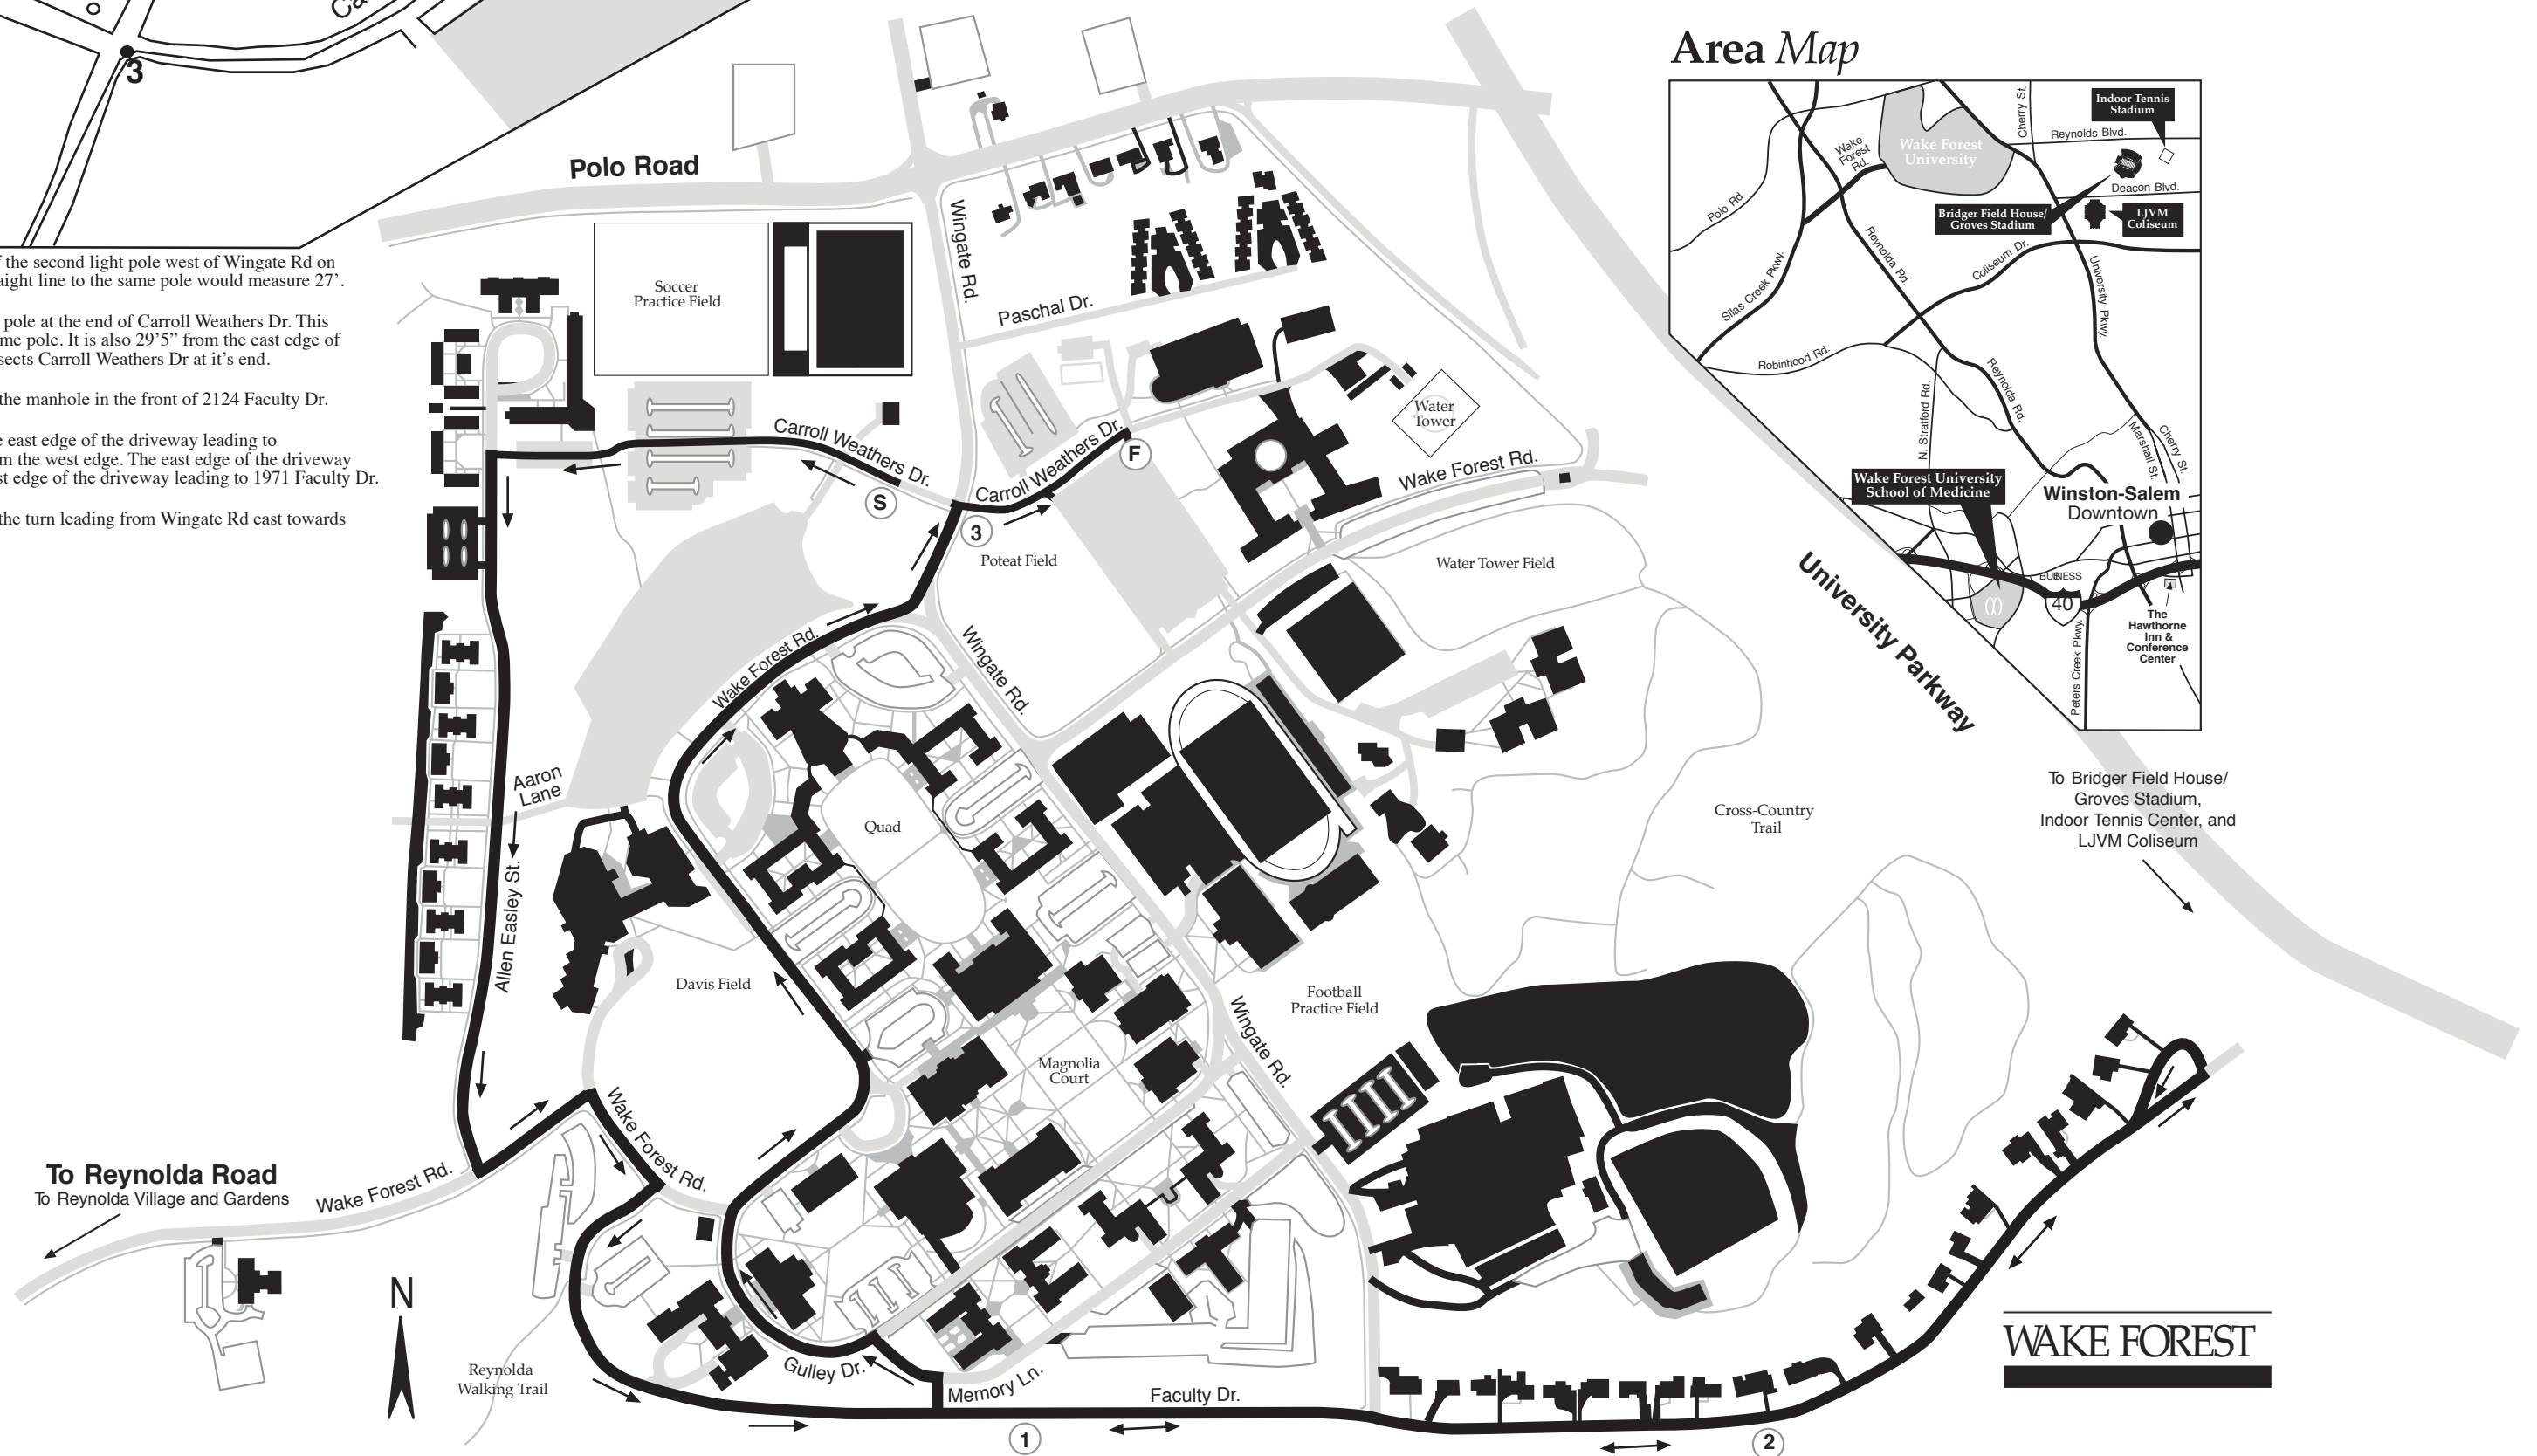 3
f the second light pole west of Wingate Rd on
aight line to the same pole would measure 27’.
pole at the end of Carroll Weathers Dr. This
me pole. It is also 29’5” from the east edge of
sects Carroll Weathers Dr at it’s end.
the manhole in the front of 2124 Faculty Dr.
e east edge of the driveway leading to
m the west edge. The east edge of the driveway
st edge of the driveway leading to 1971 Faculty Dr.
the turn leading from Wingate Rd east towards
Polo Road
Wingate Rd.
Soccer
Practice Field
Paschal Dr.
Carroll Weathers Dr.
S
Carroll Weathers Dr.
F
3
Water
Tower
Wake Forest Rd.
Poteat Field
Water Tower Field
Wake Forest Rd.
Wingate Rd.
Aaron
Lane
Quad
Allen Easley St.
Davis Field
Cross-Country
Trail
Football
Practice Field
Wingate Rd.
Magnolia
Court
Wake Forest Rd.
To Reynolda Road
To Reynolda Village and Gardens
Wake Forest Rd.
N
Reynolda
Walking Trail
Gulley Dr.
Memory Ln.
Faculty Dr.
1
2
WAKE FOREST
University Parkway
To Bridger Field House/
Groves Stadium,
Indoor Tennis Center, and
LJVM Coliseum
Area Map
Indoor Tennis
Stadium
Cherry St.
Reynolds Blvd.
Wake
Forest
Rd.
Wake Forest
University
Deacon Blvd.
Polo Rd.
Bridger Field House/
Groves Stadium
LJVM
Coliseum
Reynolda Rd.
Coliseum Dr.
University Pkwy.
Silas Creek Pkwy.
Robinhood Rd.
Reynolda Rd.
N. Stratford Rd.
Marshall St.
Cherry St.
Wake Forest University
School of Medicine
Winston-Salem
Downtown
BUSINESS
40
The
Hawthorne
Inn &
Conference
Center
Peters Creek Pkwy.